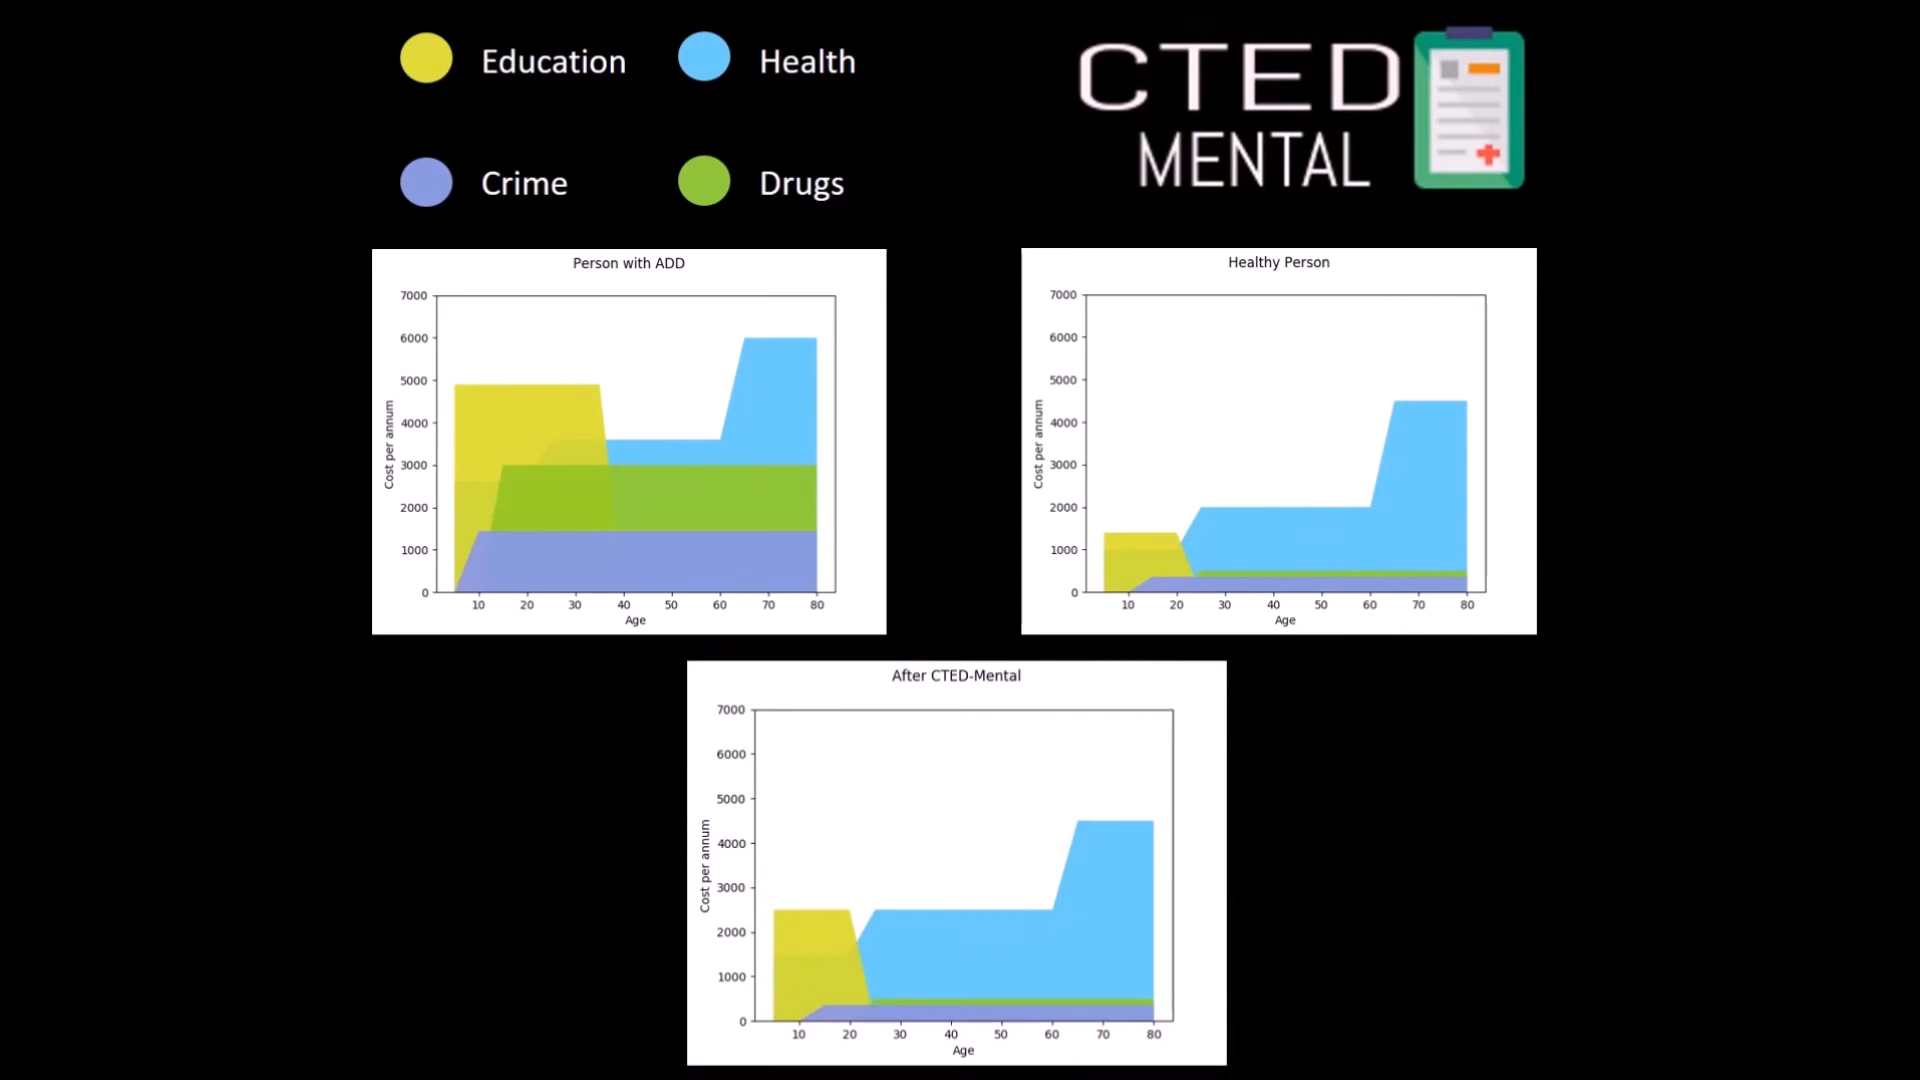 Education
Health
Crime
Drugs
CTED
MENTAL
Person with ADD
7000
6000
5000
4000
3000
2000
1000
0
Cost per annum
10 20 30 40 50 60 70 80
Age
Healthy Person
7000
6000
5000
4000
3000
2000
1000
0
Cost per annum
10 20 30 40 50 60 70 80
Age
After CTED-Mental
7000
6000
5000
4000
3000
2000
1000
0
Cost per annum
10 20 30 40 50 60 70 80
Age